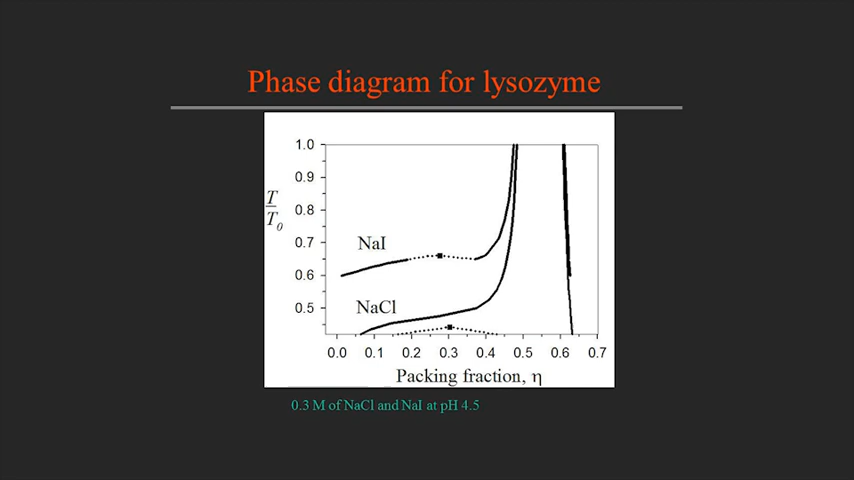 Phase diagram for lysozyme
1.0
0.9
T
T0
0.8
0.7
NaI
0.6
NaCl
0.5
0.0 0.1 0.2 0.3 0.4 0.5 0.6 0.7
Packing fraction, η
0.3 M of NaCl and NaI at pH 4.5